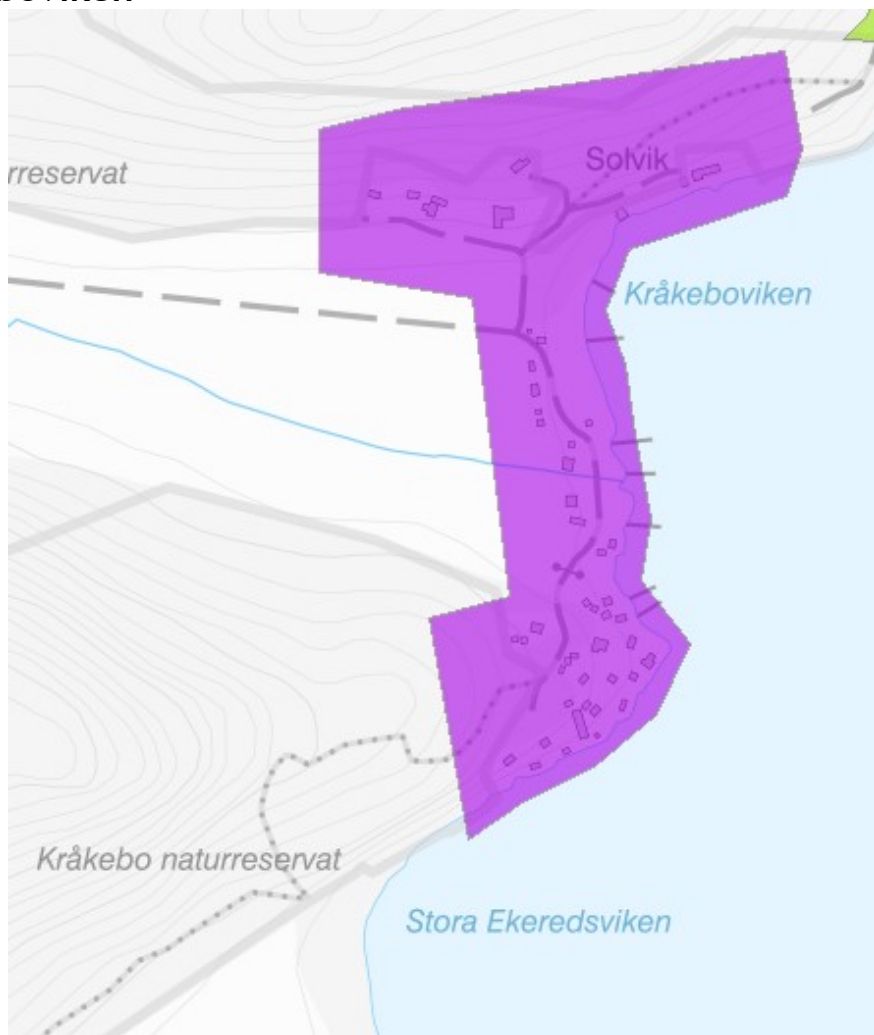 rreservat
Solvik
Kråkeboviken
Kråkebo naturreservat
Stora Ekeredsviken